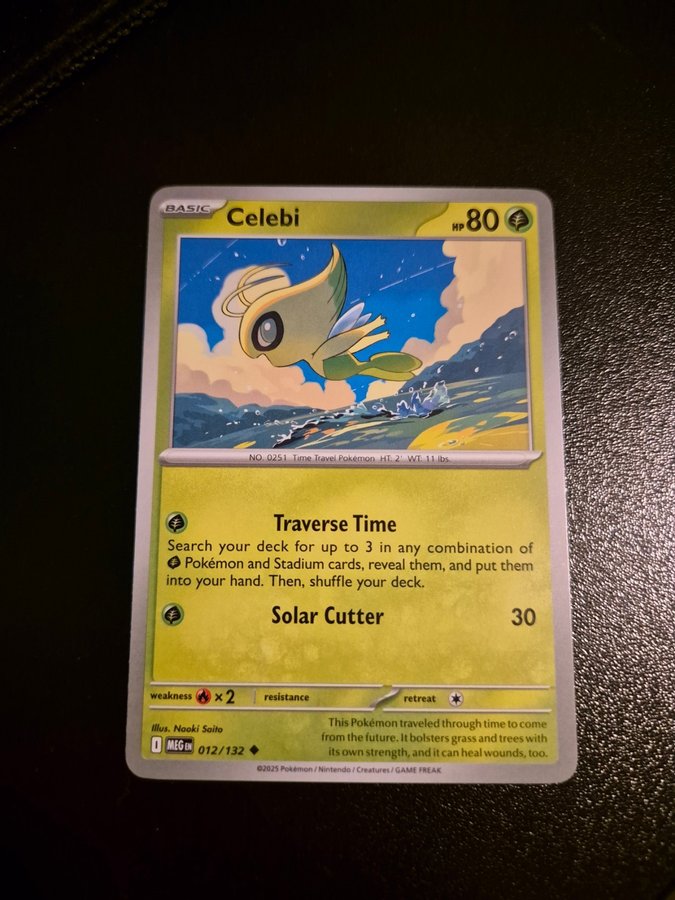 BASIC Celebi HP 80
NO. 0251 Time Travel Pokémon HT: 2' WT: 11 lbs.
Traverse Time
Search your deck for up to 3 in any combination of
Pokémon and Stadium cards, reveal them, and put them
into your hand. Then, shuffle your deck.
Solar Cutter 30
weakness ×2 resistance retreat
Illus. Naoki Saito
I MEG EN 012/132
This Pokémon traveled through time to come
from the future. It bolsters grass and trees with
its own strength, and it can heal wounds, too.
©2025 Pokémon / Nintendo / Creatures / GAME FREAK